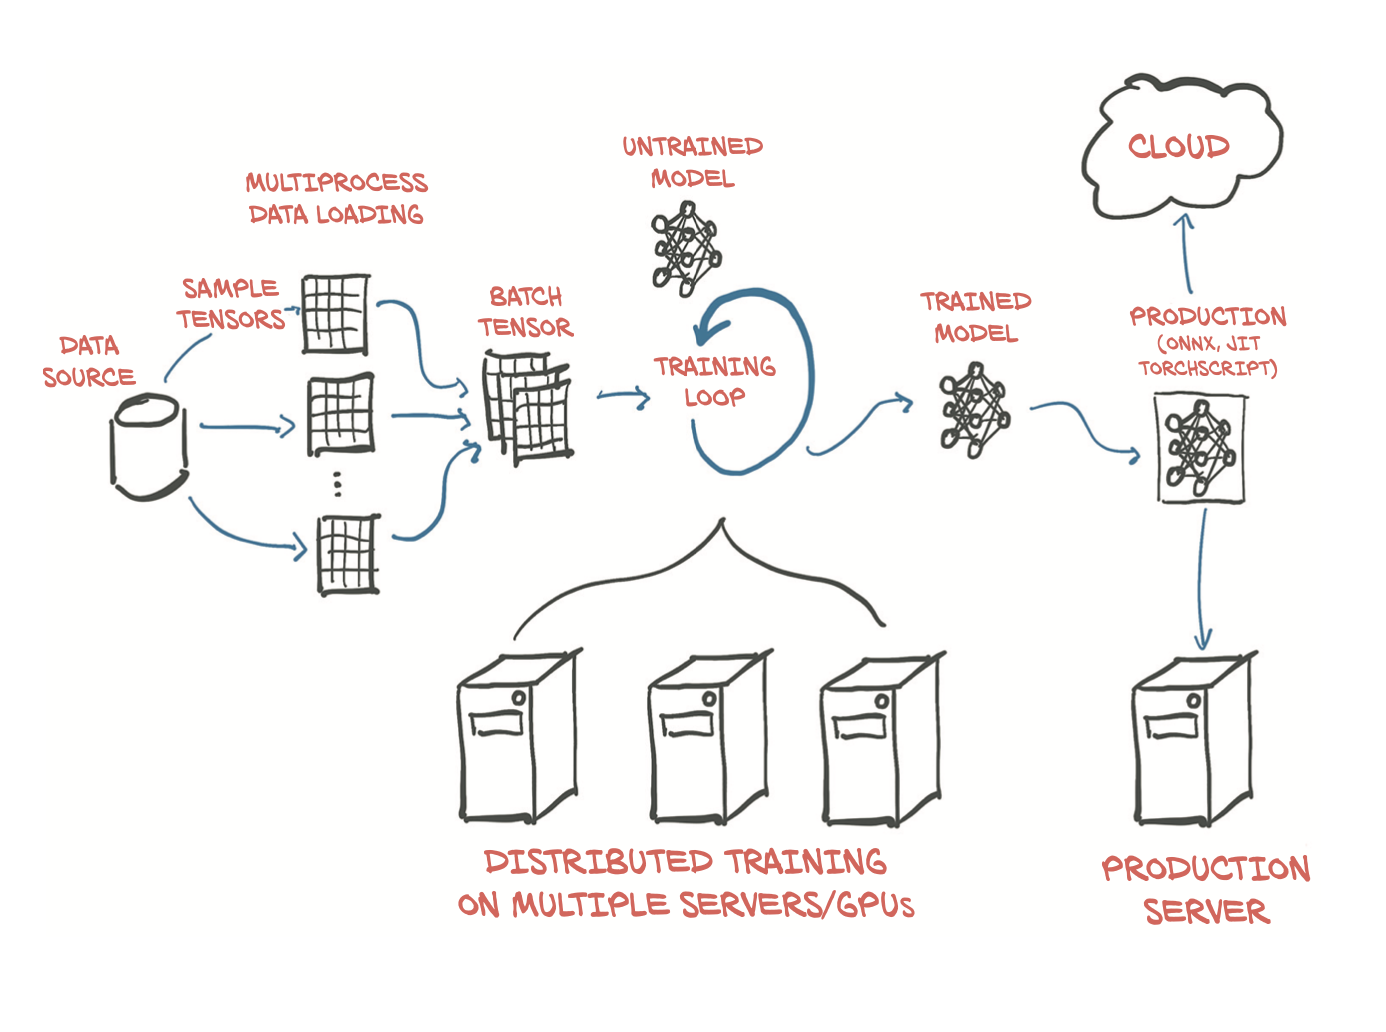 DATA
SOURCE
SAMPLE
TENSORS
MULTIPROCESS
DATA LOADING
BATCH
TENSOR
UNTRAINED
MODEL
TRAINING
LOOP
TRAINED
MODEL
PRODUCTION
(ONNX, JIT
TORCHSCRIPT)
CLOUD
DISTRIBUTED TRAINING
ON MULTIPLE SERVERS/GPUs
PRODUCTION
SERVER